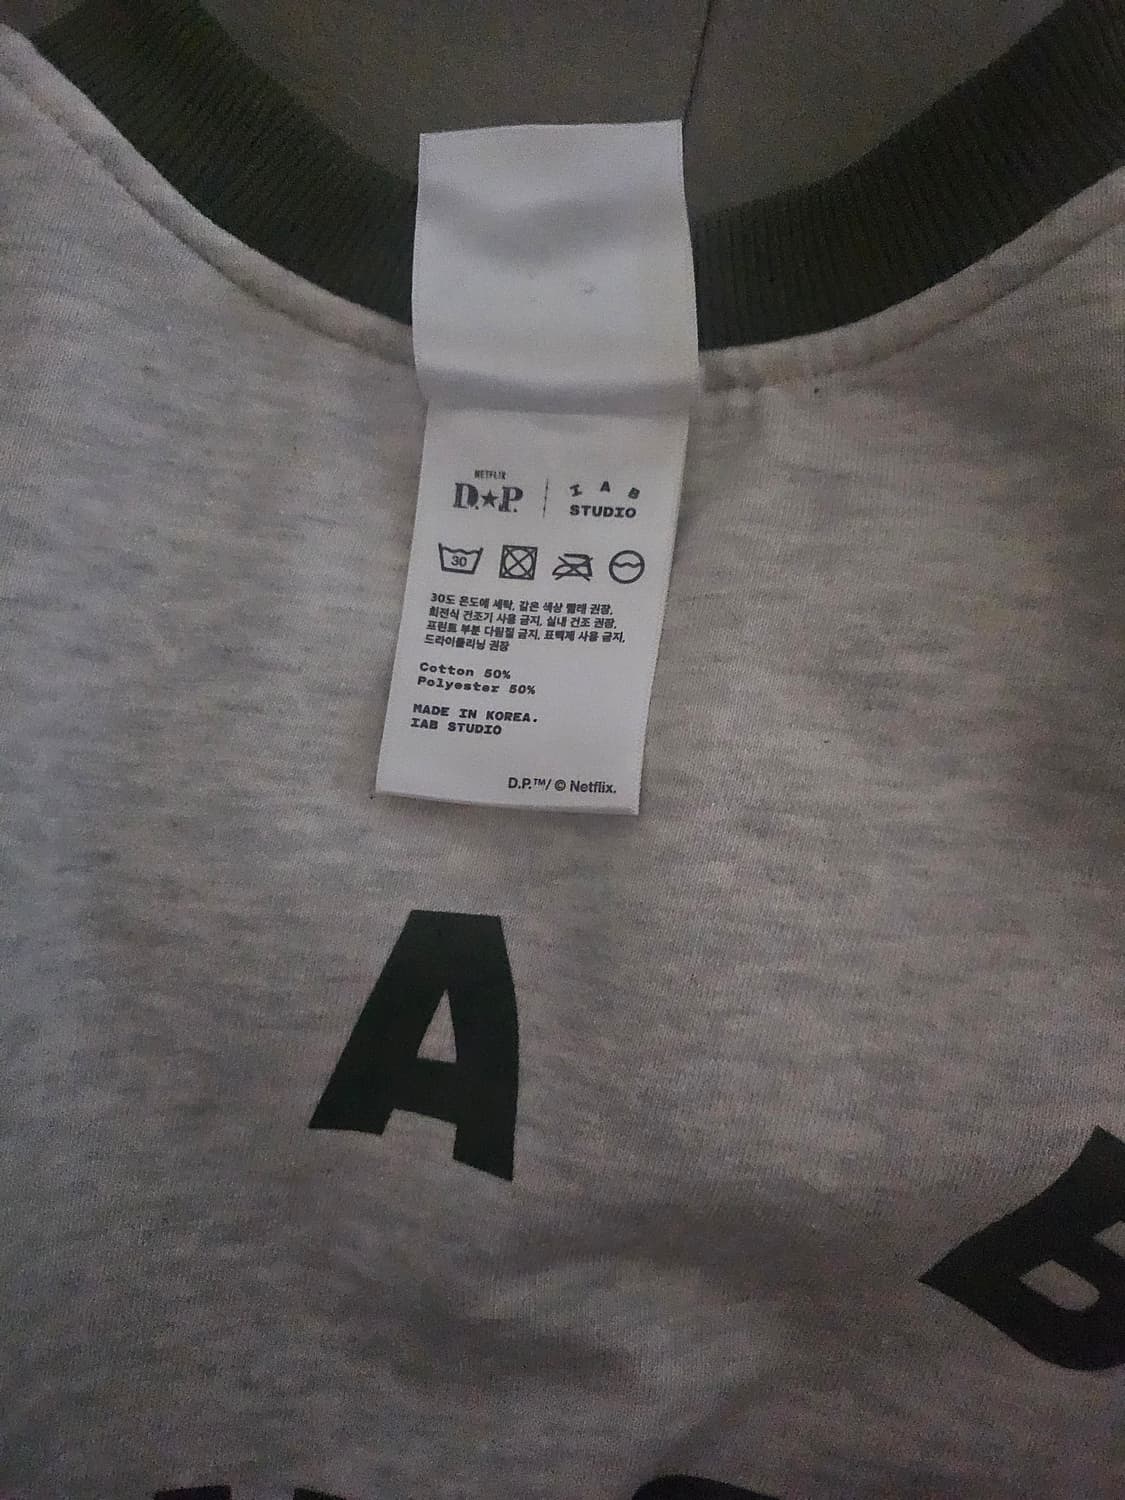 NETFLIX
D.★P.
I A B
STUDIO
30
30도 온도에 세탁, 같은 색상 빨래 권장,
회전식 건조기 사용 금지, 실내 건조 권장,
프린트 부분 다림질 금지, 표백제 사용 금지,
드라이클리닝 권장
Cotton 50%
Polyester 50%
MADE IN KOREA.
IAB STUDIO
D.P.™/ © Netflix.
A
B